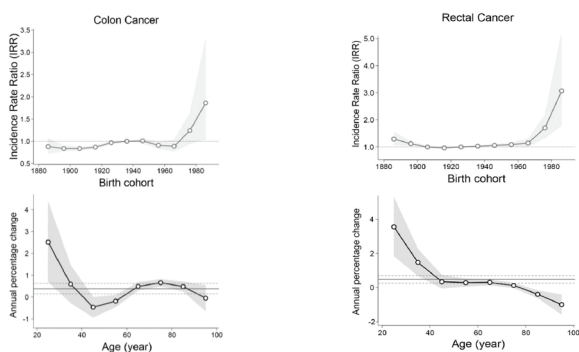 Colon Cancer
Incidence Rate Ratio (IRR)
3.5
3.0
2.5
2.0
1.5
1.0
0.5
1880 1900 1920 1940 1960 1980
Birth cohort
Annual percentage change
4
3
2
1
0
-1
20 40 60 80 100
Age (year)
Rectal Cancer
Incidence Rate Ratio (IRR)
5.0
4.0
3.0
2.0
1.0
1880 1900 1920 1940 1960 1980
Birth cohort
Annual percentage change
4
2
0
-2
20 40 60 80 100
Age (year)